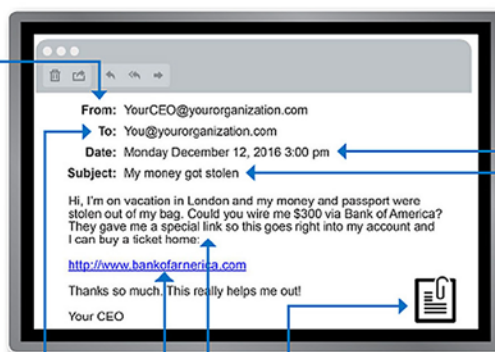 From: YourCEO@yourorganization.com
To: You@yourorganization.com
Date: Monday December 12, 2016 3:00 pm
Subject: My money got stolen
Hi, I'm on vacation in London and my money and passport were
stolen out of my bag. Could you wire me $300 via Bank of America?
They gave me a special link so this goes right into my account and
I can buy a ticket home:
http://www.bankofarnerica.com
Thanks so much. This really helps me out!
Your CEO